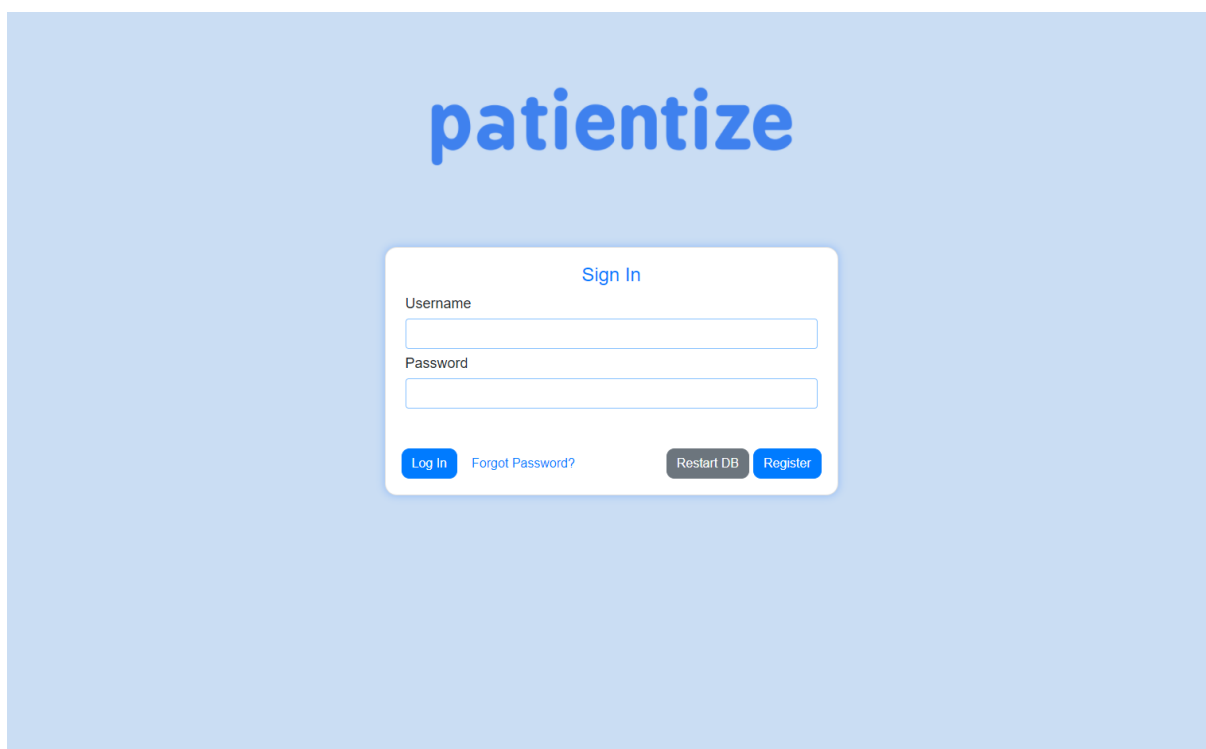 patientize
Sign In
Username
Password
Log In Forgot Password? Restart DB Register